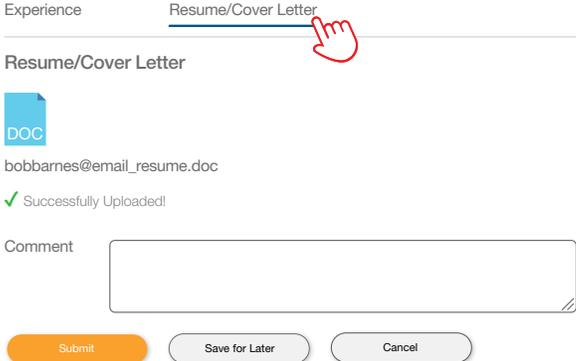 Experience Resume/Cover Letter
Resume/Cover Letter
DOC
bobbarnes@email_resume.doc
Successfully Uploaded!
Comment
Submit Save for Later Cancel